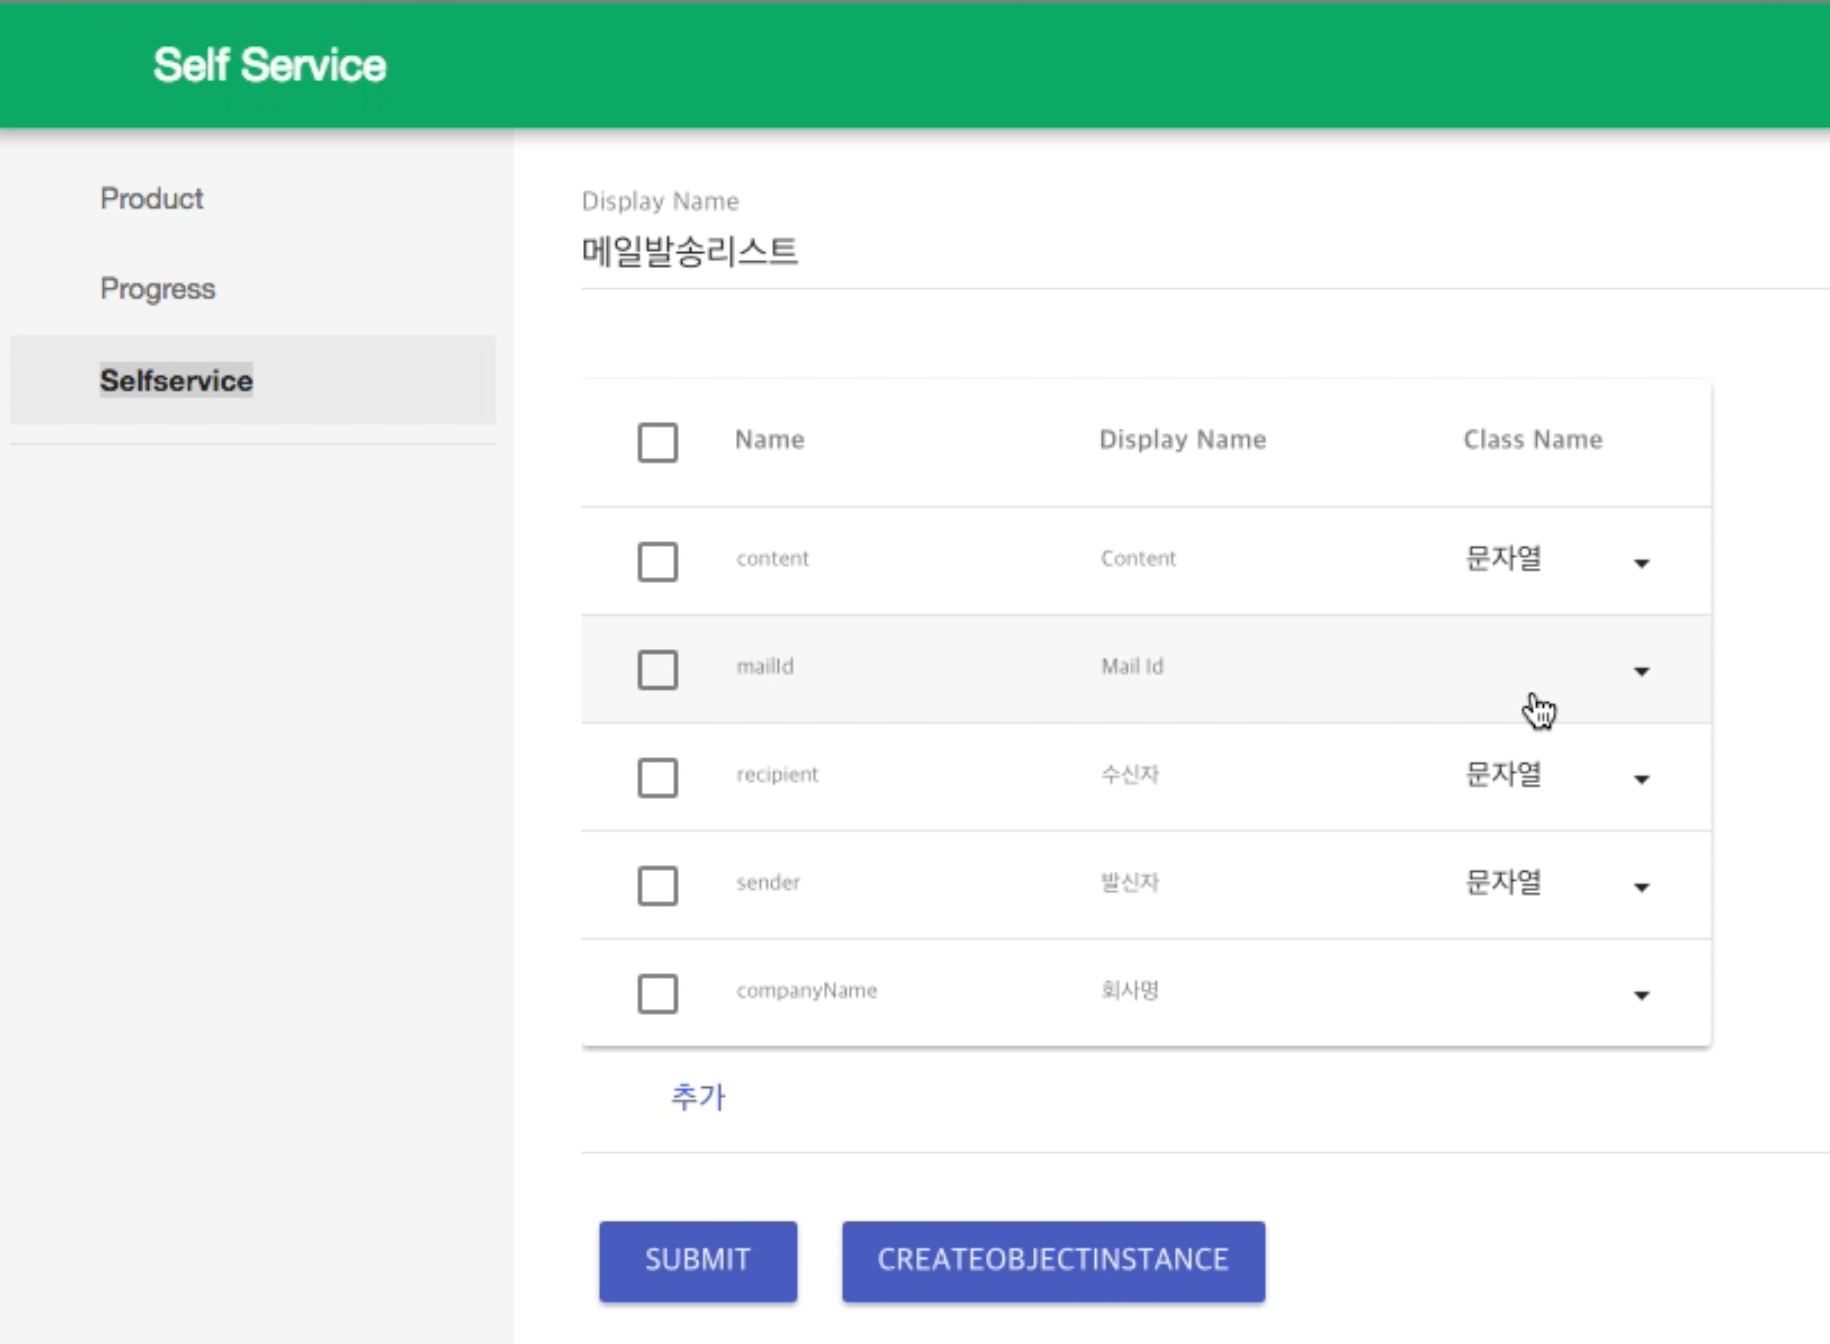 Self Service
Product
Progress
Selfservice
Display Name
메일발송리스트
Name Display Name Class Name
content Content 문자열
mailId Mail Id
recipient 수신자 문자열
sender 발신자 문자열
companyName 회사명
추가
SUBMIT CREATEOBJECTINSTANCE